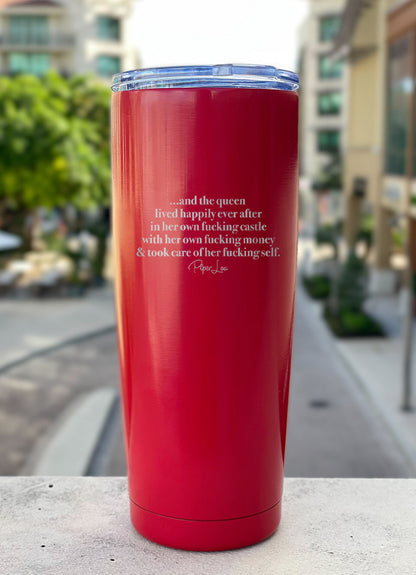 ...and the queen
lived happily ever after
in her own fucking castle
with her own fucking money
& took care of her fucking self.
Piper Lou